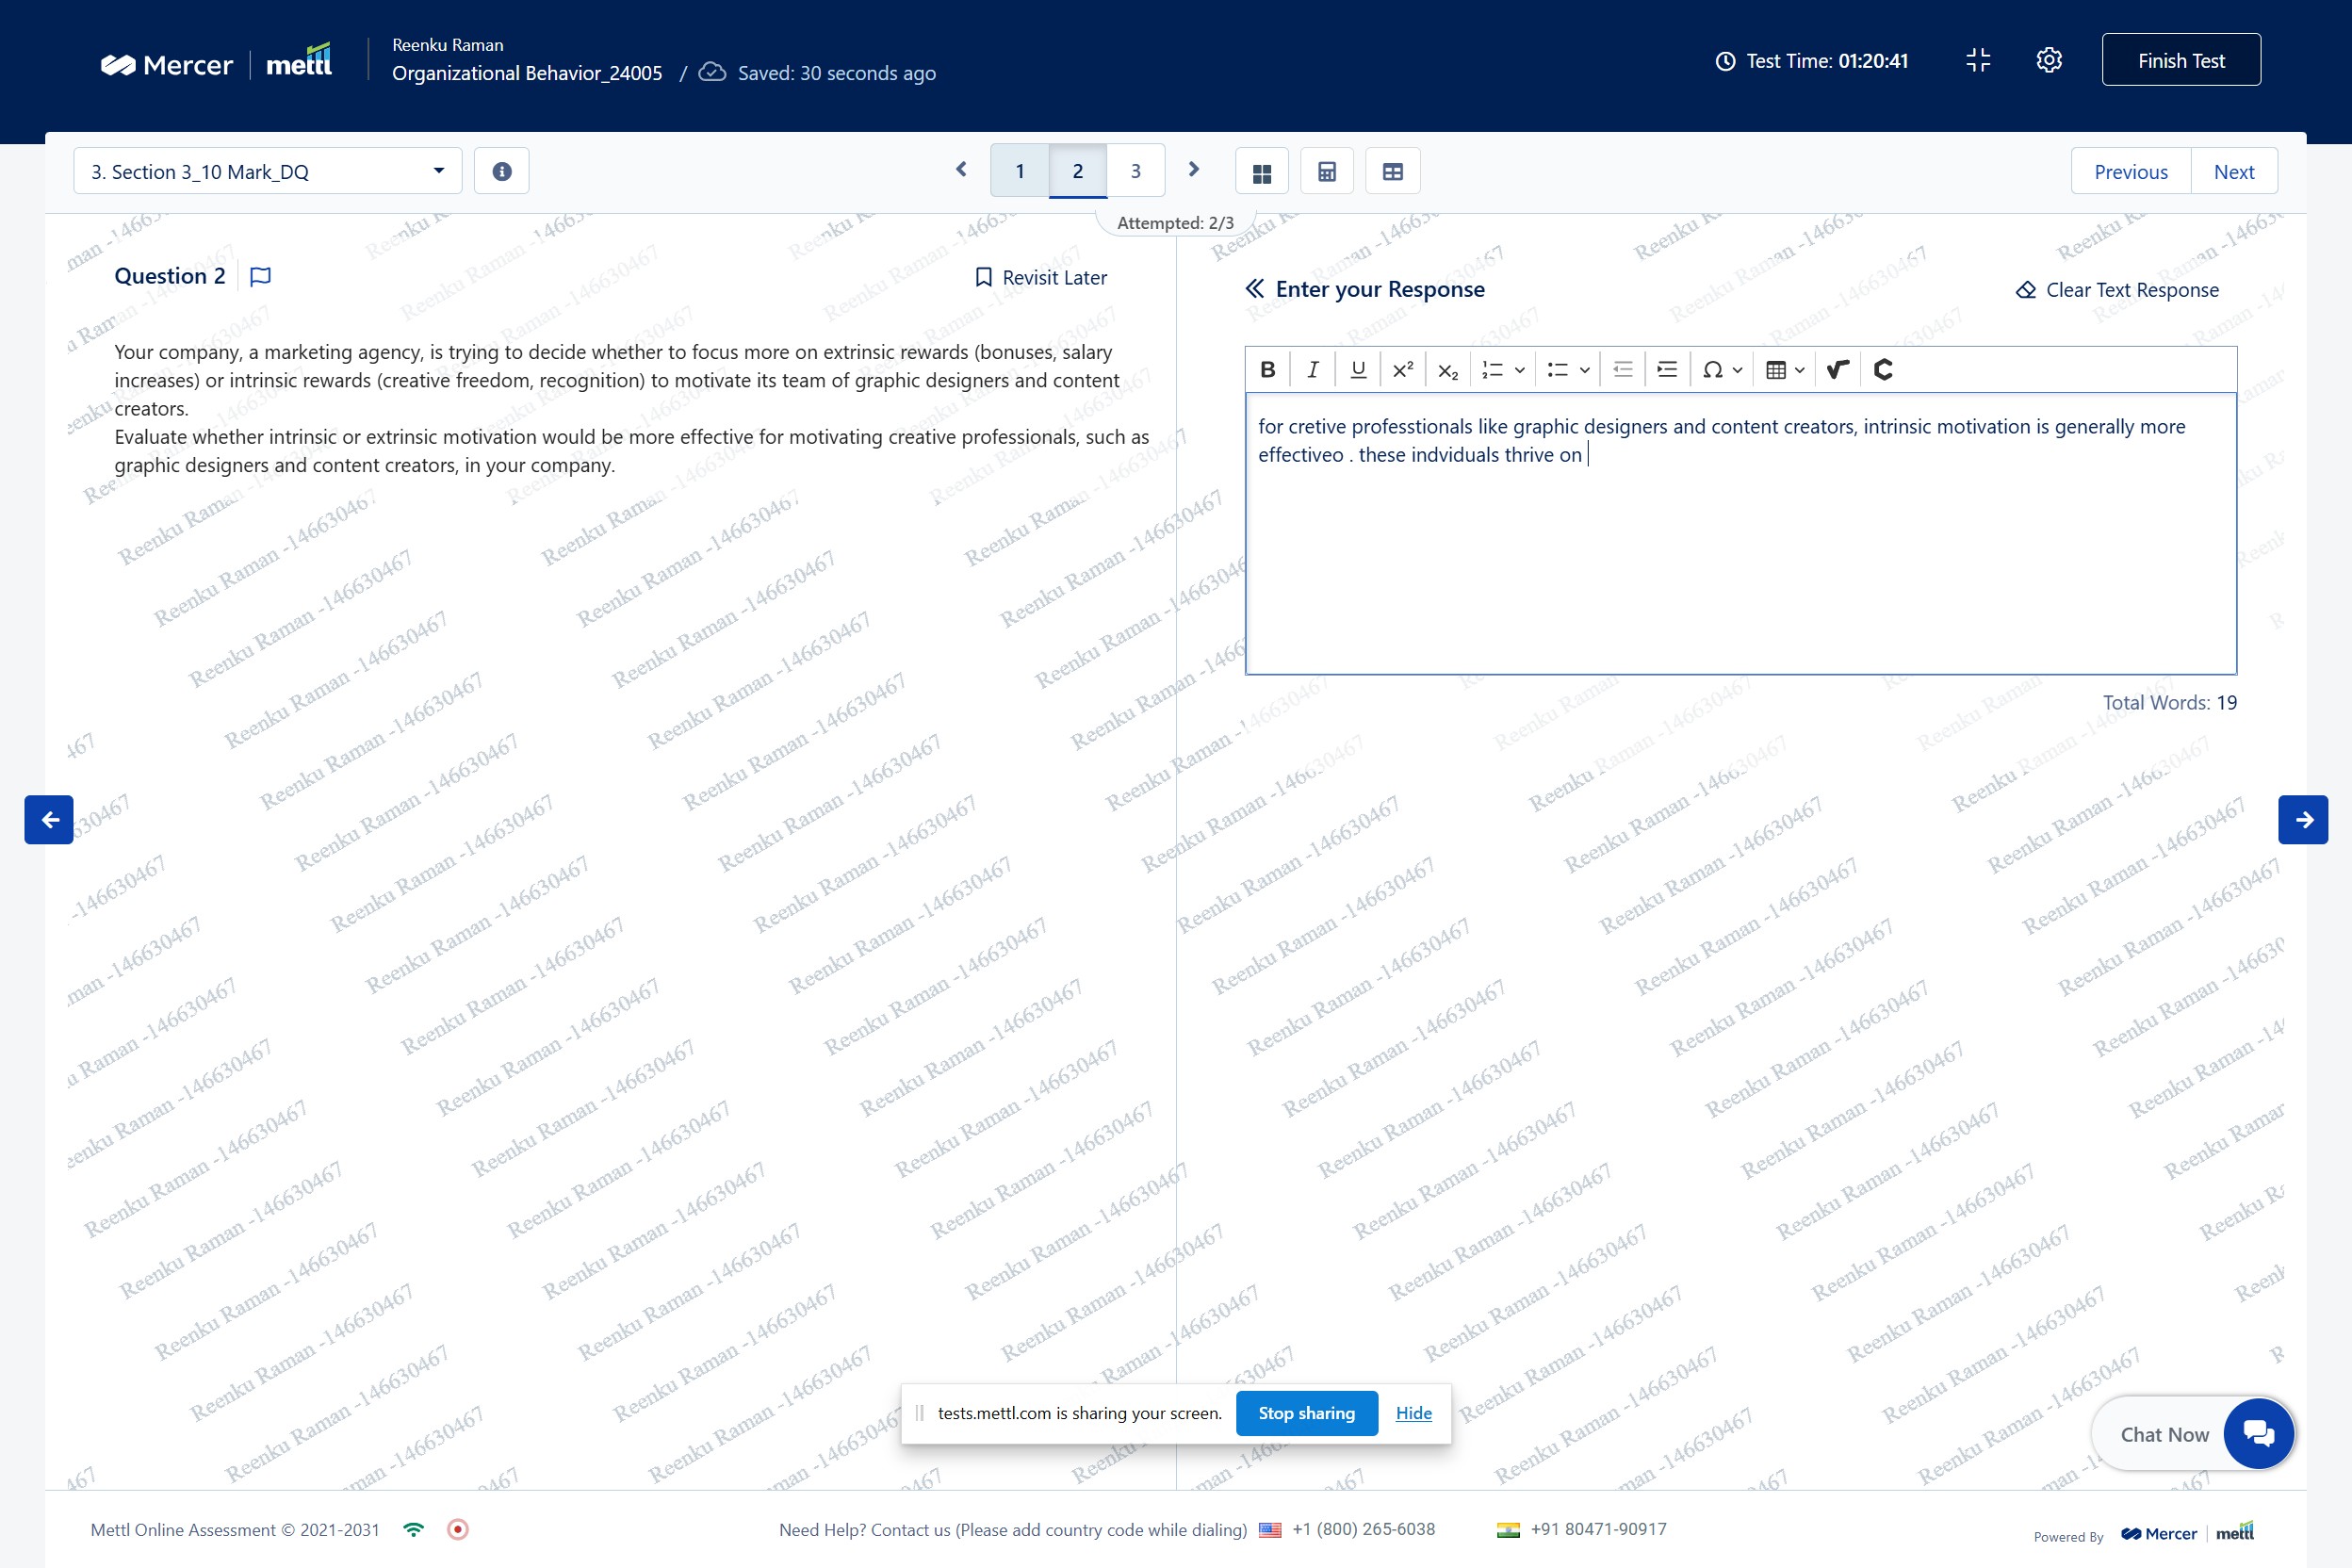 Mercer | mettl
Reenku Raman
Organizational Behavior_24005 / Saved: 30 seconds ago
Test Time: 01:20:41
Finish Test
3. Section 3_10 Mark_DQ
1 2 3
Previous Next
Attempted: 2/3
Question 2
Revisit Later
Your company, a marketing agency, is trying to decide whether to focus more on extrinsic rewards (bonuses, salary
increases) or intrinsic rewards (creative freedom, recognition) to motivate its team of graphic designers and content
creators.
Evaluate whether intrinsic or extrinsic motivation would be more effective for motivating creative professionals, such as
graphic designers and content creators, in your company.
Enter your Response
Clear Text Response
for cretive professtionals like graphic designers and content creators, intrinsic motivation is generally more
effectiveo . these indviduals thrive on
Total Words: 19
Reenku Raman -146630467
tests.mettl.com is sharing your screen. Stop sharing Hide
Chat Now
Mettl Online Assessment © 2021-2031
Need Help? Contact us (Please add country code while dialing) +1 (800) 265-6038 +91 80471-90917
Powered By Mercer | mettl